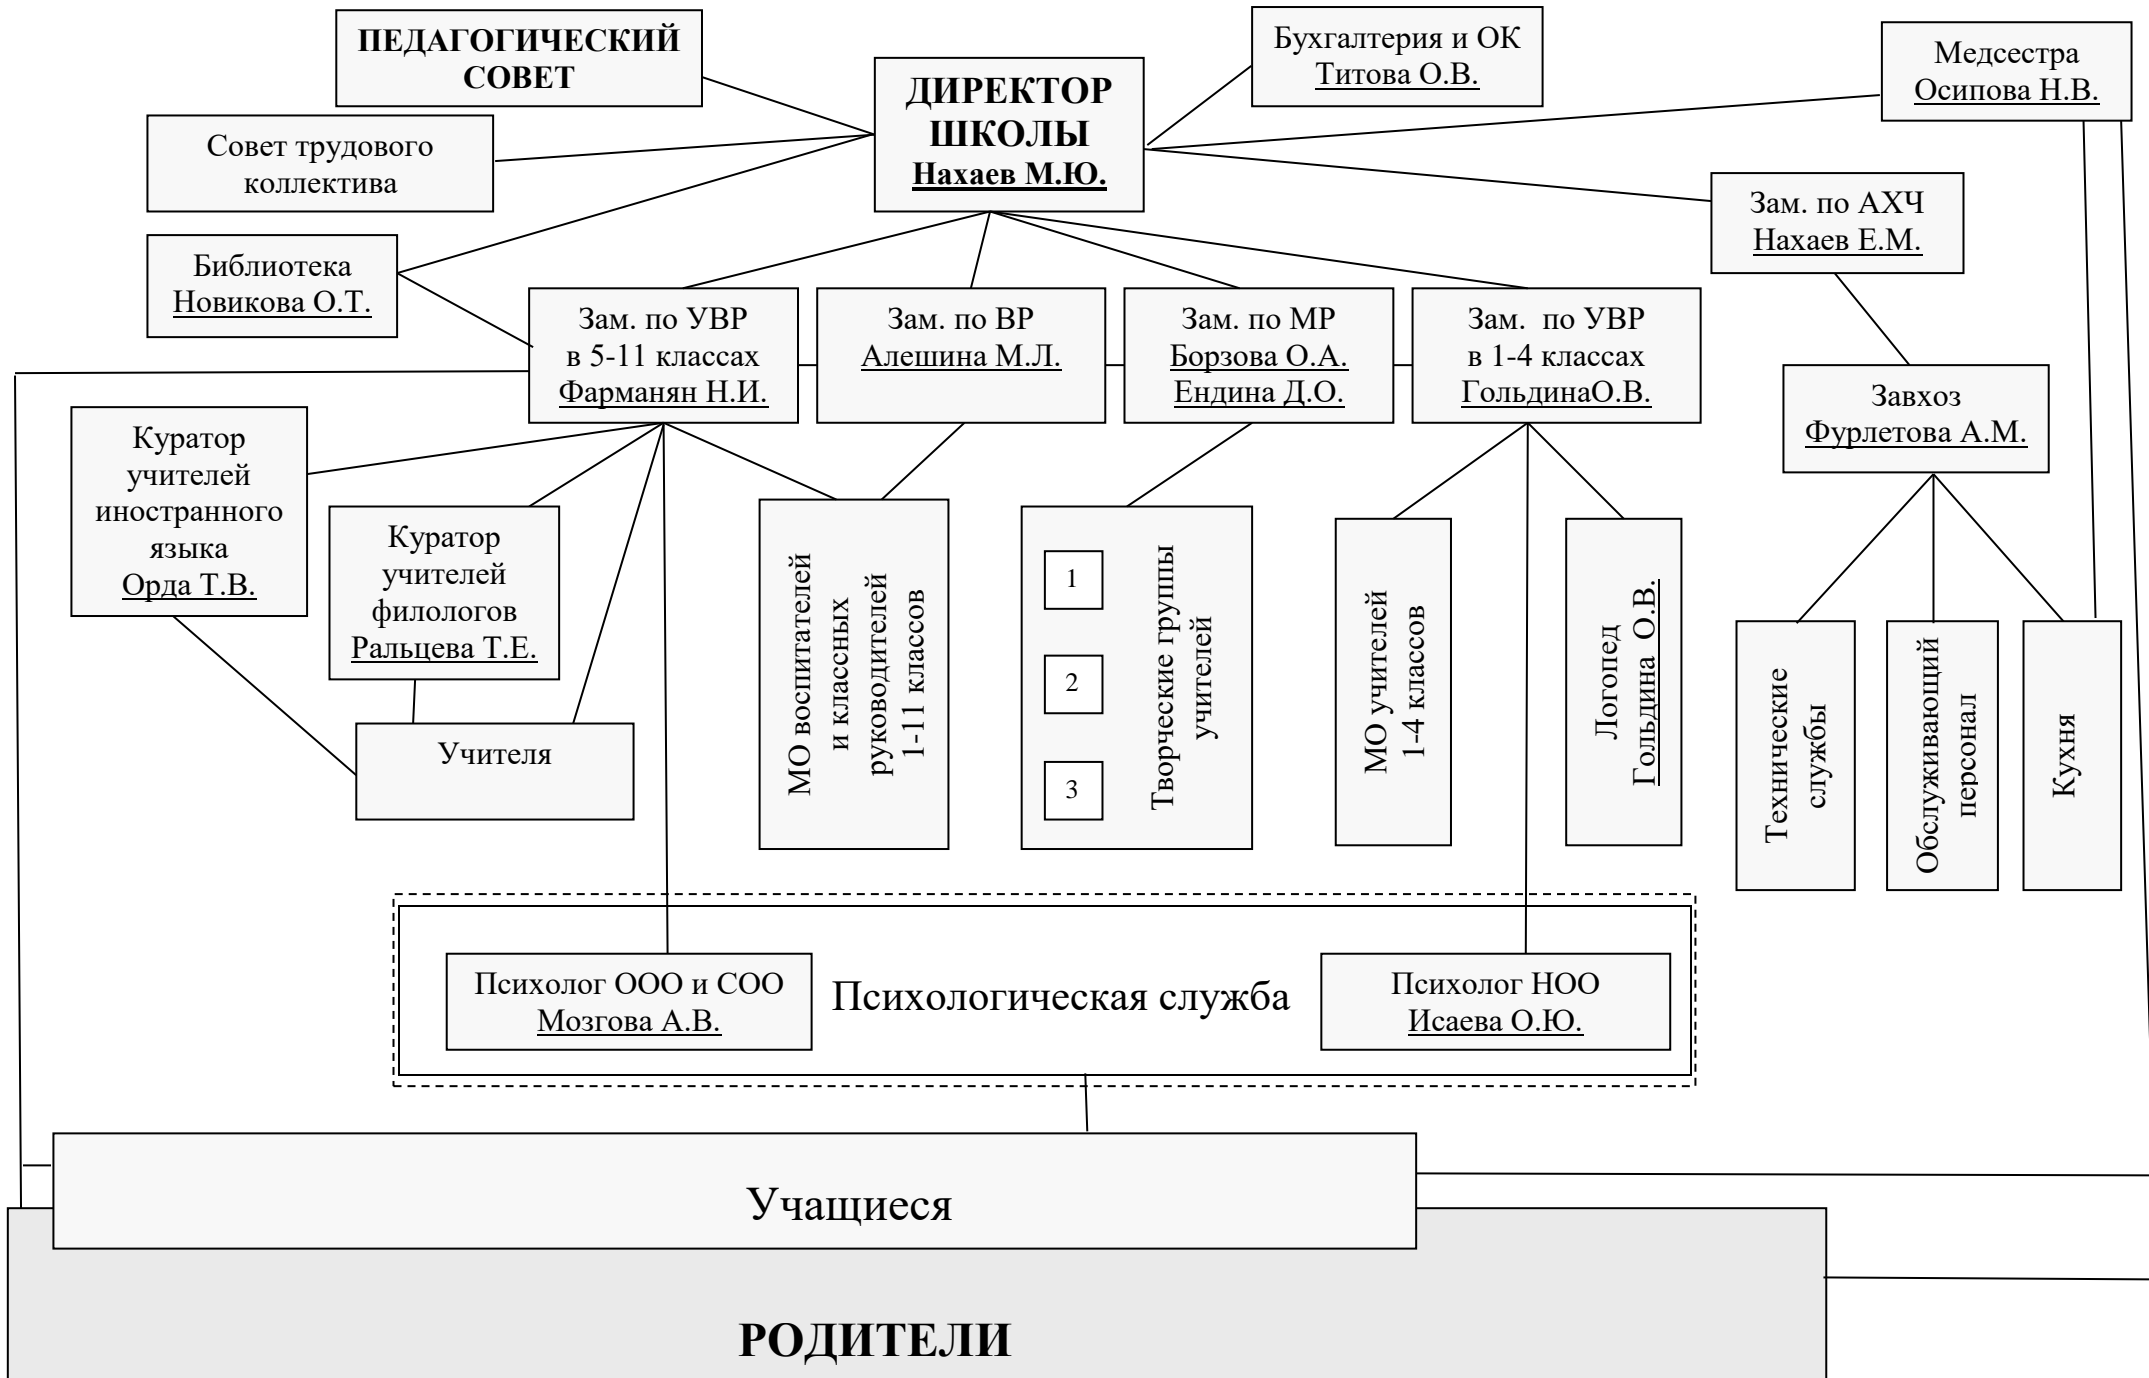 ПЕДАГОГИЧЕСКИЙ
СОВЕТ
Бухгалтерия и ОК
Титова О.В.
Медсестра
Осипова Н.В.
ДИРЕКТОР
ШКОЛЫ
Нахаев М.Ю.
Совет трудового
коллектива
Зам. по АХЧ
Нахаев Е.М.
Библиотека
Новикова О.Т.
Зам. по УВР
в 5-11 классах
Фарманян Н.И.
Зам. по ВР
Алешина М.Л.
Зам. по МР
Борзова О.А.
Ендина Д.О.
Зам.  по УВР
в 1-4 классах
ГольдинаО.В.
Завхоз
Фурлетова А.М.
Куратор
учителей
иностранного
языка
Орда Т.В.
Куратор
учителей
филологов
Ральцева Т.Е.
Учителя
МО воспитателей
и классных
руководителей
1-11 классов
1
2
3
Творческие группы
учителей
МО учителей
1-4 классов
Логопед
Гольдина  О.В.
Технические
службы
Обслуживающий
персонал
Кухня
Психолог ООО и СОО
Мозгова А.В.
Психологическая служба
Психолог НОО
Исаева О.Ю.
Учащиеся
РОДИТЕЛИ